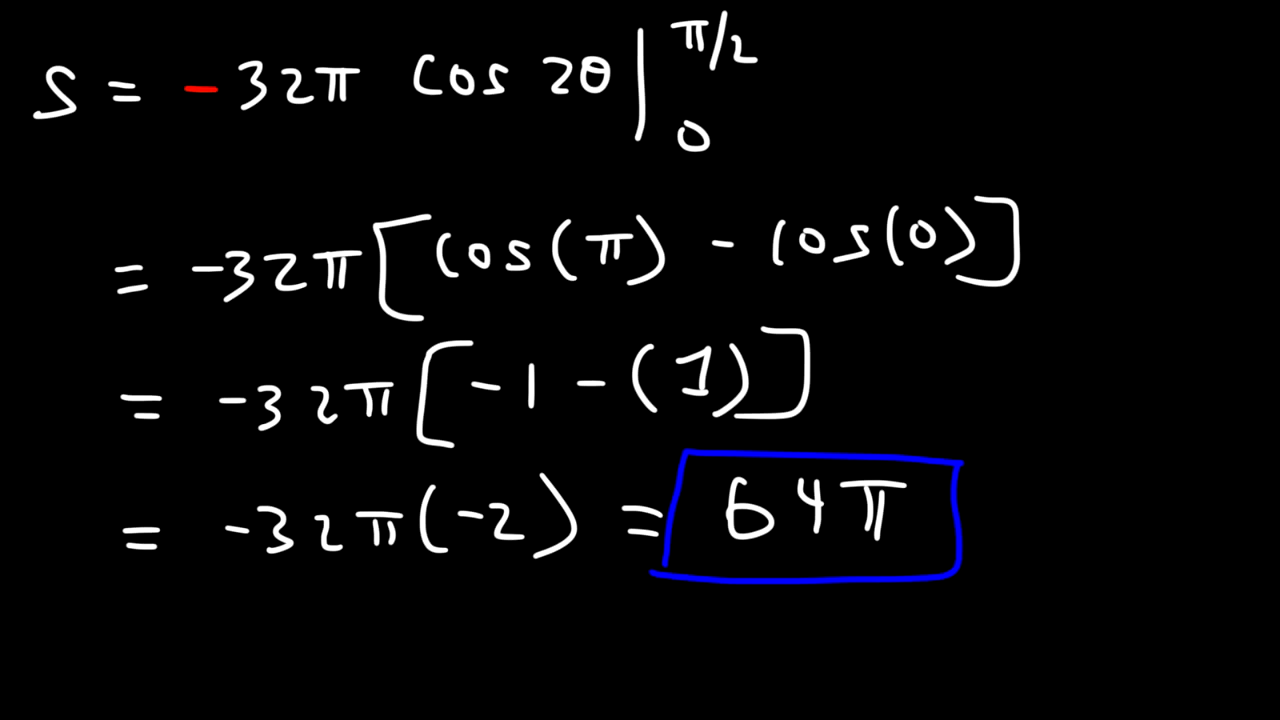 S = -32π cos 2θ |₀^π/2
= -32π[cos(π) - cos(0)]
= -32π[-1 - (1)]
= -32π(-2) = 64π